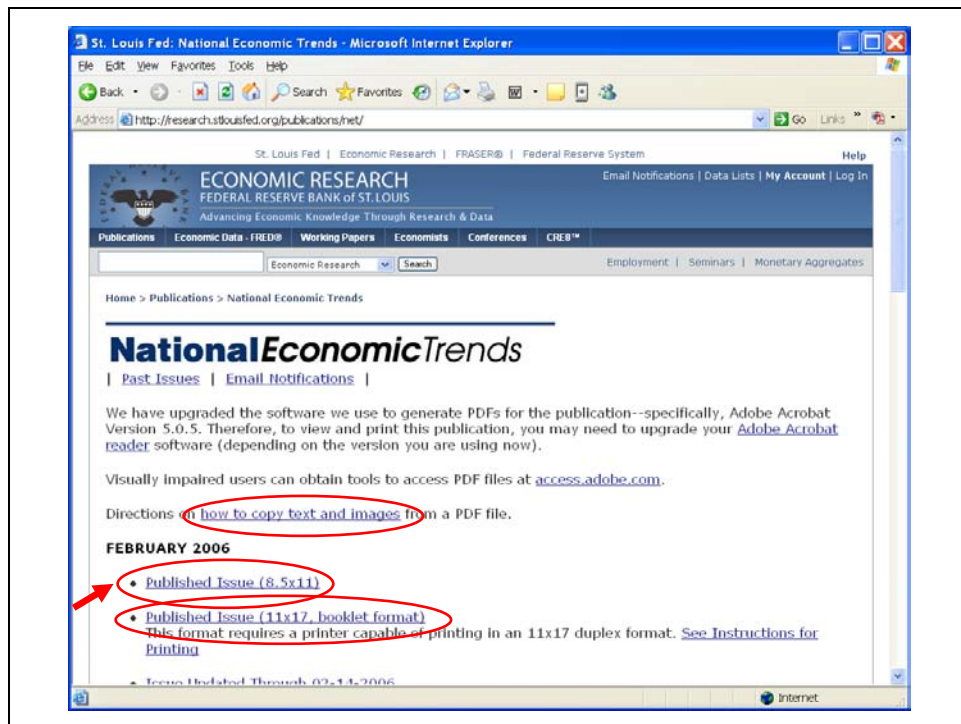 St. Louis Fed: National Economic Trends - Microsoft Internet Explorer
File Edit View Favorites Tools Help
Back Search Favorites
Address http://research.stlouisfed.org/publications/net/ Go Links »
St. Louis Fed | Economic Research | FRASER® | Federal Reserve System Help
ECONOMIC RESEARCH Email Notifications | Data Lists | My Account | Log In
FEDERAL RESERVE BANK of ST. LOUIS
Advancing Economic Knowledge Through Research & Data
Publications Economic Data - FRED® Working Papers Economists Conferences CRE8™
Economic Research Search Employment | Seminars | Monetary Aggregates
Home > Publications > National Economic Trends
NationalEconomicTrends
| Past Issues | Email Notifications |
We have upgraded the software we use to generate PDFs for the publication--specifically, Adobe Acrobat
Version 5.0.5. Therefore, to view and print this publication, you may need to upgrade your Adobe Acrobat
reader software (depending on the version you are using now).
Visually impaired users can obtain tools to access PDF files at access.adobe.com.
Directions on how to copy text and images from a PDF file.
FEBRUARY 2006
• Published Issue (8.5x11)
• Published Issue (11x17, booklet format)
This format requires a printer capable of printing in an 11x17 duplex format. See Instructions for
Printing
• Issue Updated Through 02-14-2006
Internet